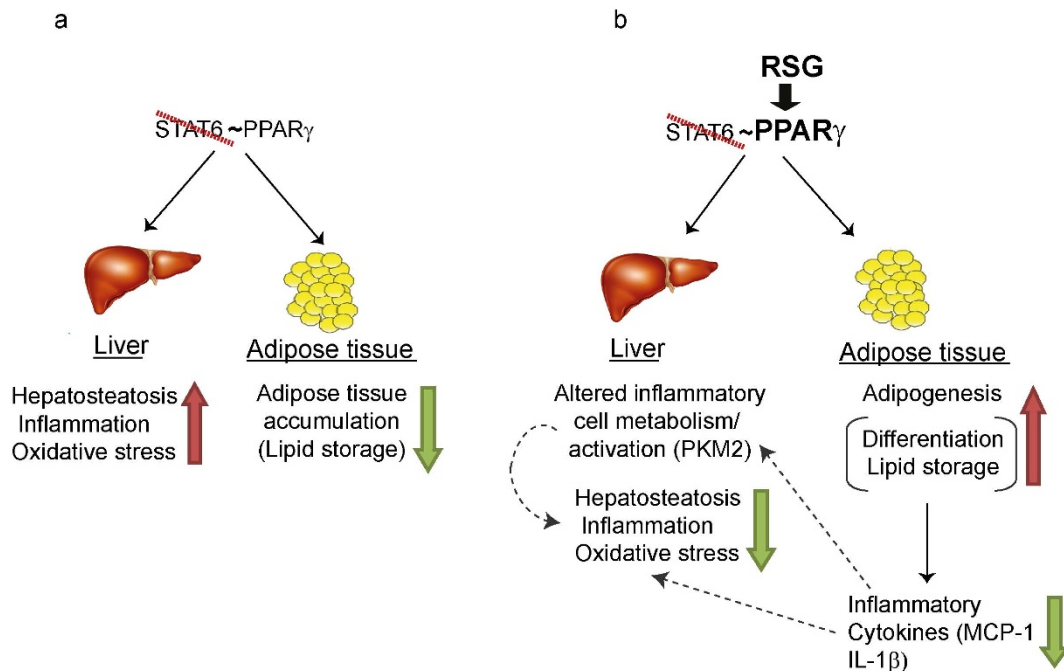 a
STAT6 ~PPARγ
Liver
Hepatosteatosis
Inflammation
Oxidative stress
Adipose tissue
Adipose tissue
accumulation
(Lipid storage)
b
RSG
STAT6 ~PPARγ
Liver
Altered inflammatory
cell metabolism/
activation (PKM2)
Hepatosteatosis
Inflammation
Oxidative stress
Adipose tissue
Adipogenesis
Differentiation
Lipid storage
Inflammatory
Cytokines (MCP-1
IL-1β)